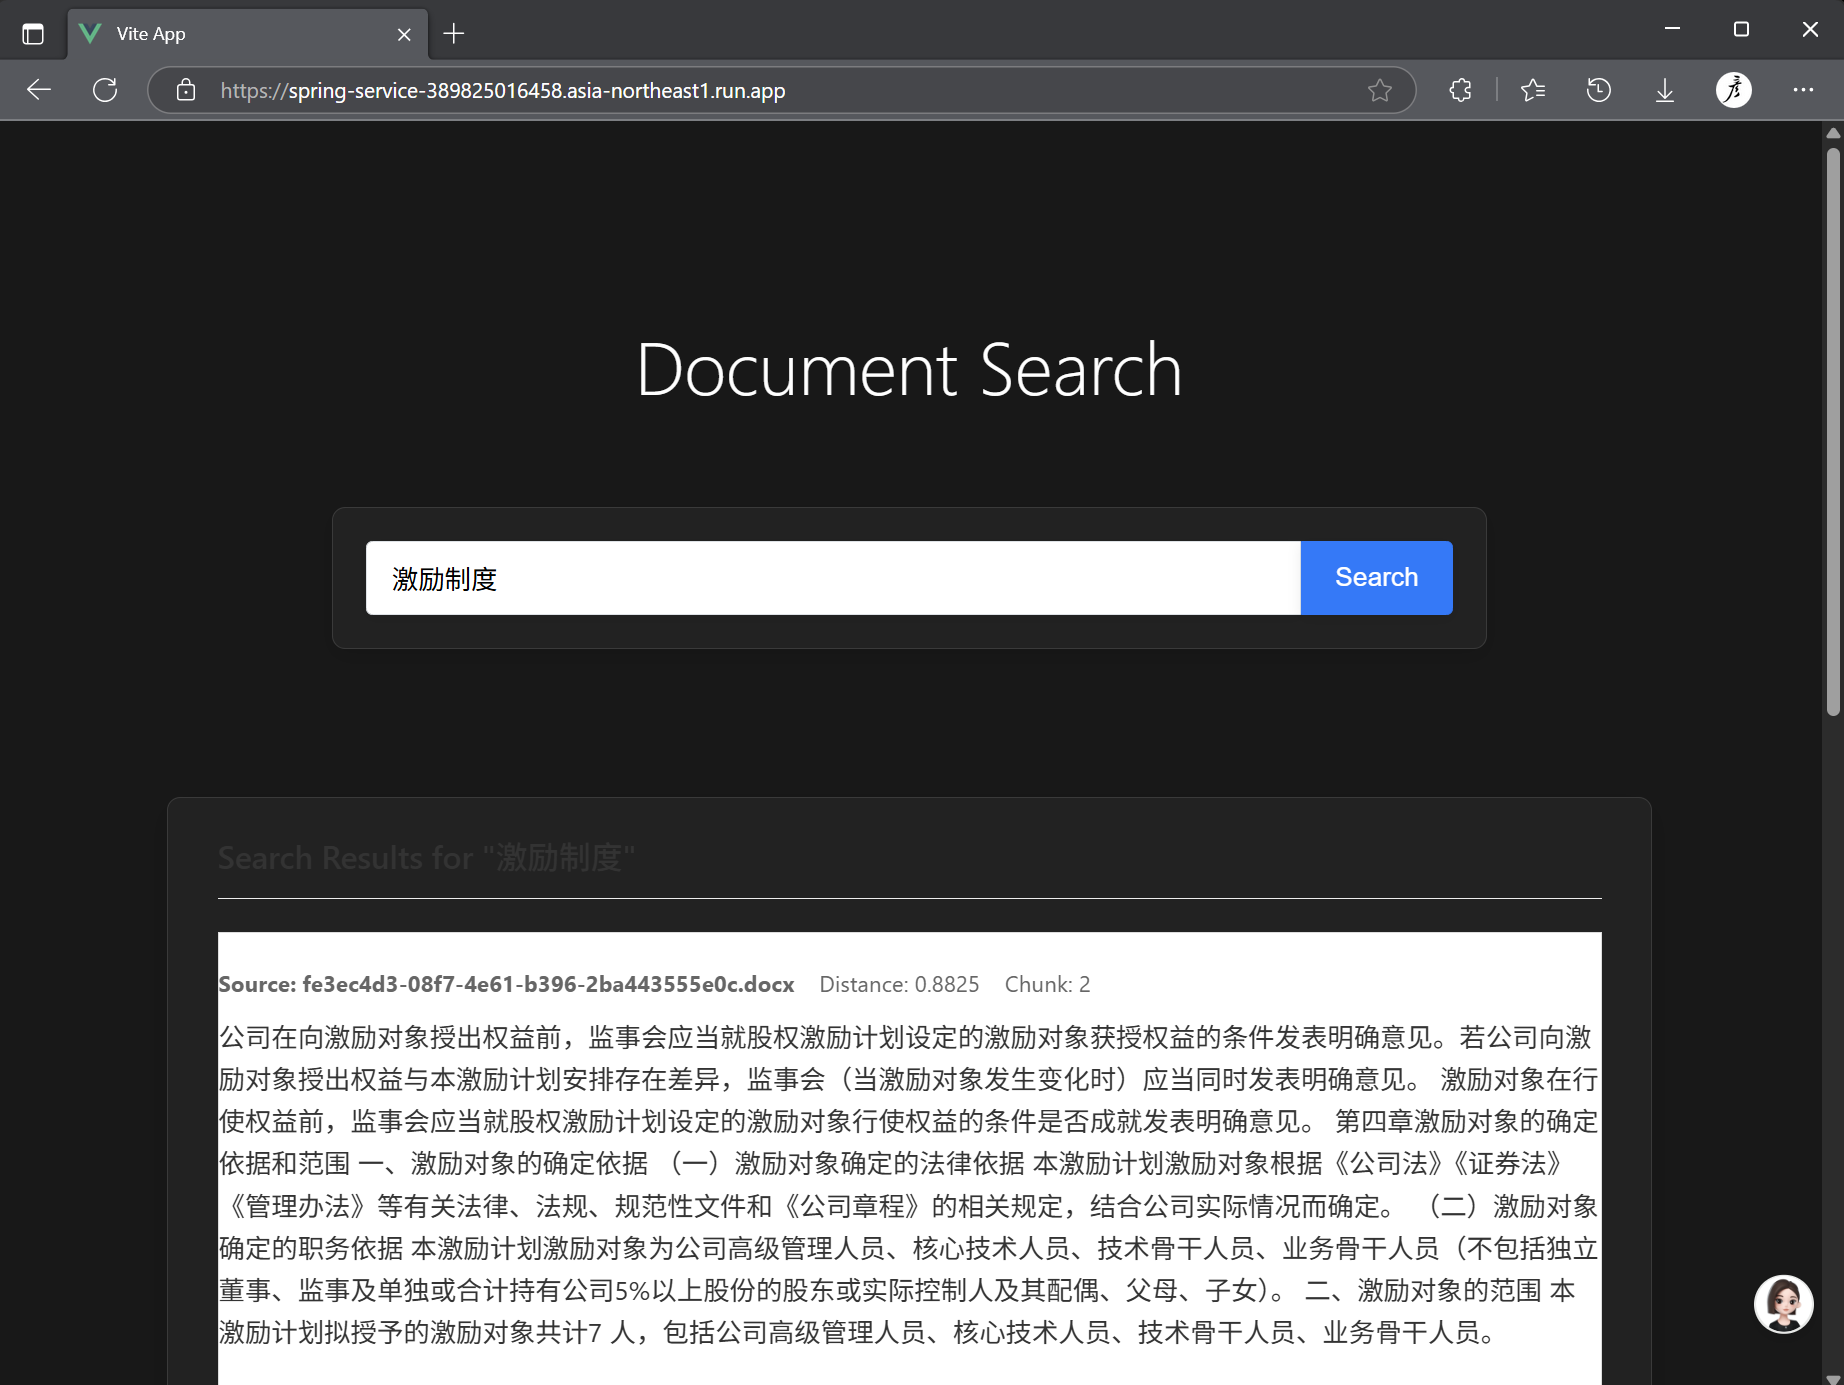 Vite App
https://spring-service-389825016458.asia-northeast1.run.app
Document Search
激励制度
Search
Search Results for "激励制度"
Source: fe3ec4d3-08f7-4e61-b396-2ba443555e0c.docx Distance: 0.8825 Chunk: 2
公司在向激励对象授出权益前，监事会应当就股权激励计划设定的激励对象获授权益的条件发表明确意见。若公司向激
励对象授出权益与本激励计划安排存在差异，监事会（当激励对象发生变化时）应当同时发表明确意见。 激励对象在行
使权益前，监事会应当就股权激励计划设定的激励对象行使权益的条件是否成就发表明确意见。 第四章激励对象的确定
依据和范围 一、激励对象的确定依据 （一）激励对象确定的法律依据 本激励计划激励对象根据《公司法》《证券法》
《管理办法》等有关法律、法规、规范性文件和《公司章程》的相关规定，结合公司实际情况而确定。 （二）激励对象
确定的职务依据 本激励计划激励对象为公司高级管理人员、核心技术人员、技术骨干人员、业务骨干人员（不包括独立
董事、监事及单独或合计持有公司5%以上股份的股东或实际控制人及其配偶、父母、子女）。 二、激励对象的范围 本
激励计划拟授予的激励对象共计7 人，包括公司高级管理人员、核心技术人员、技术骨干人员、业务骨干人员。